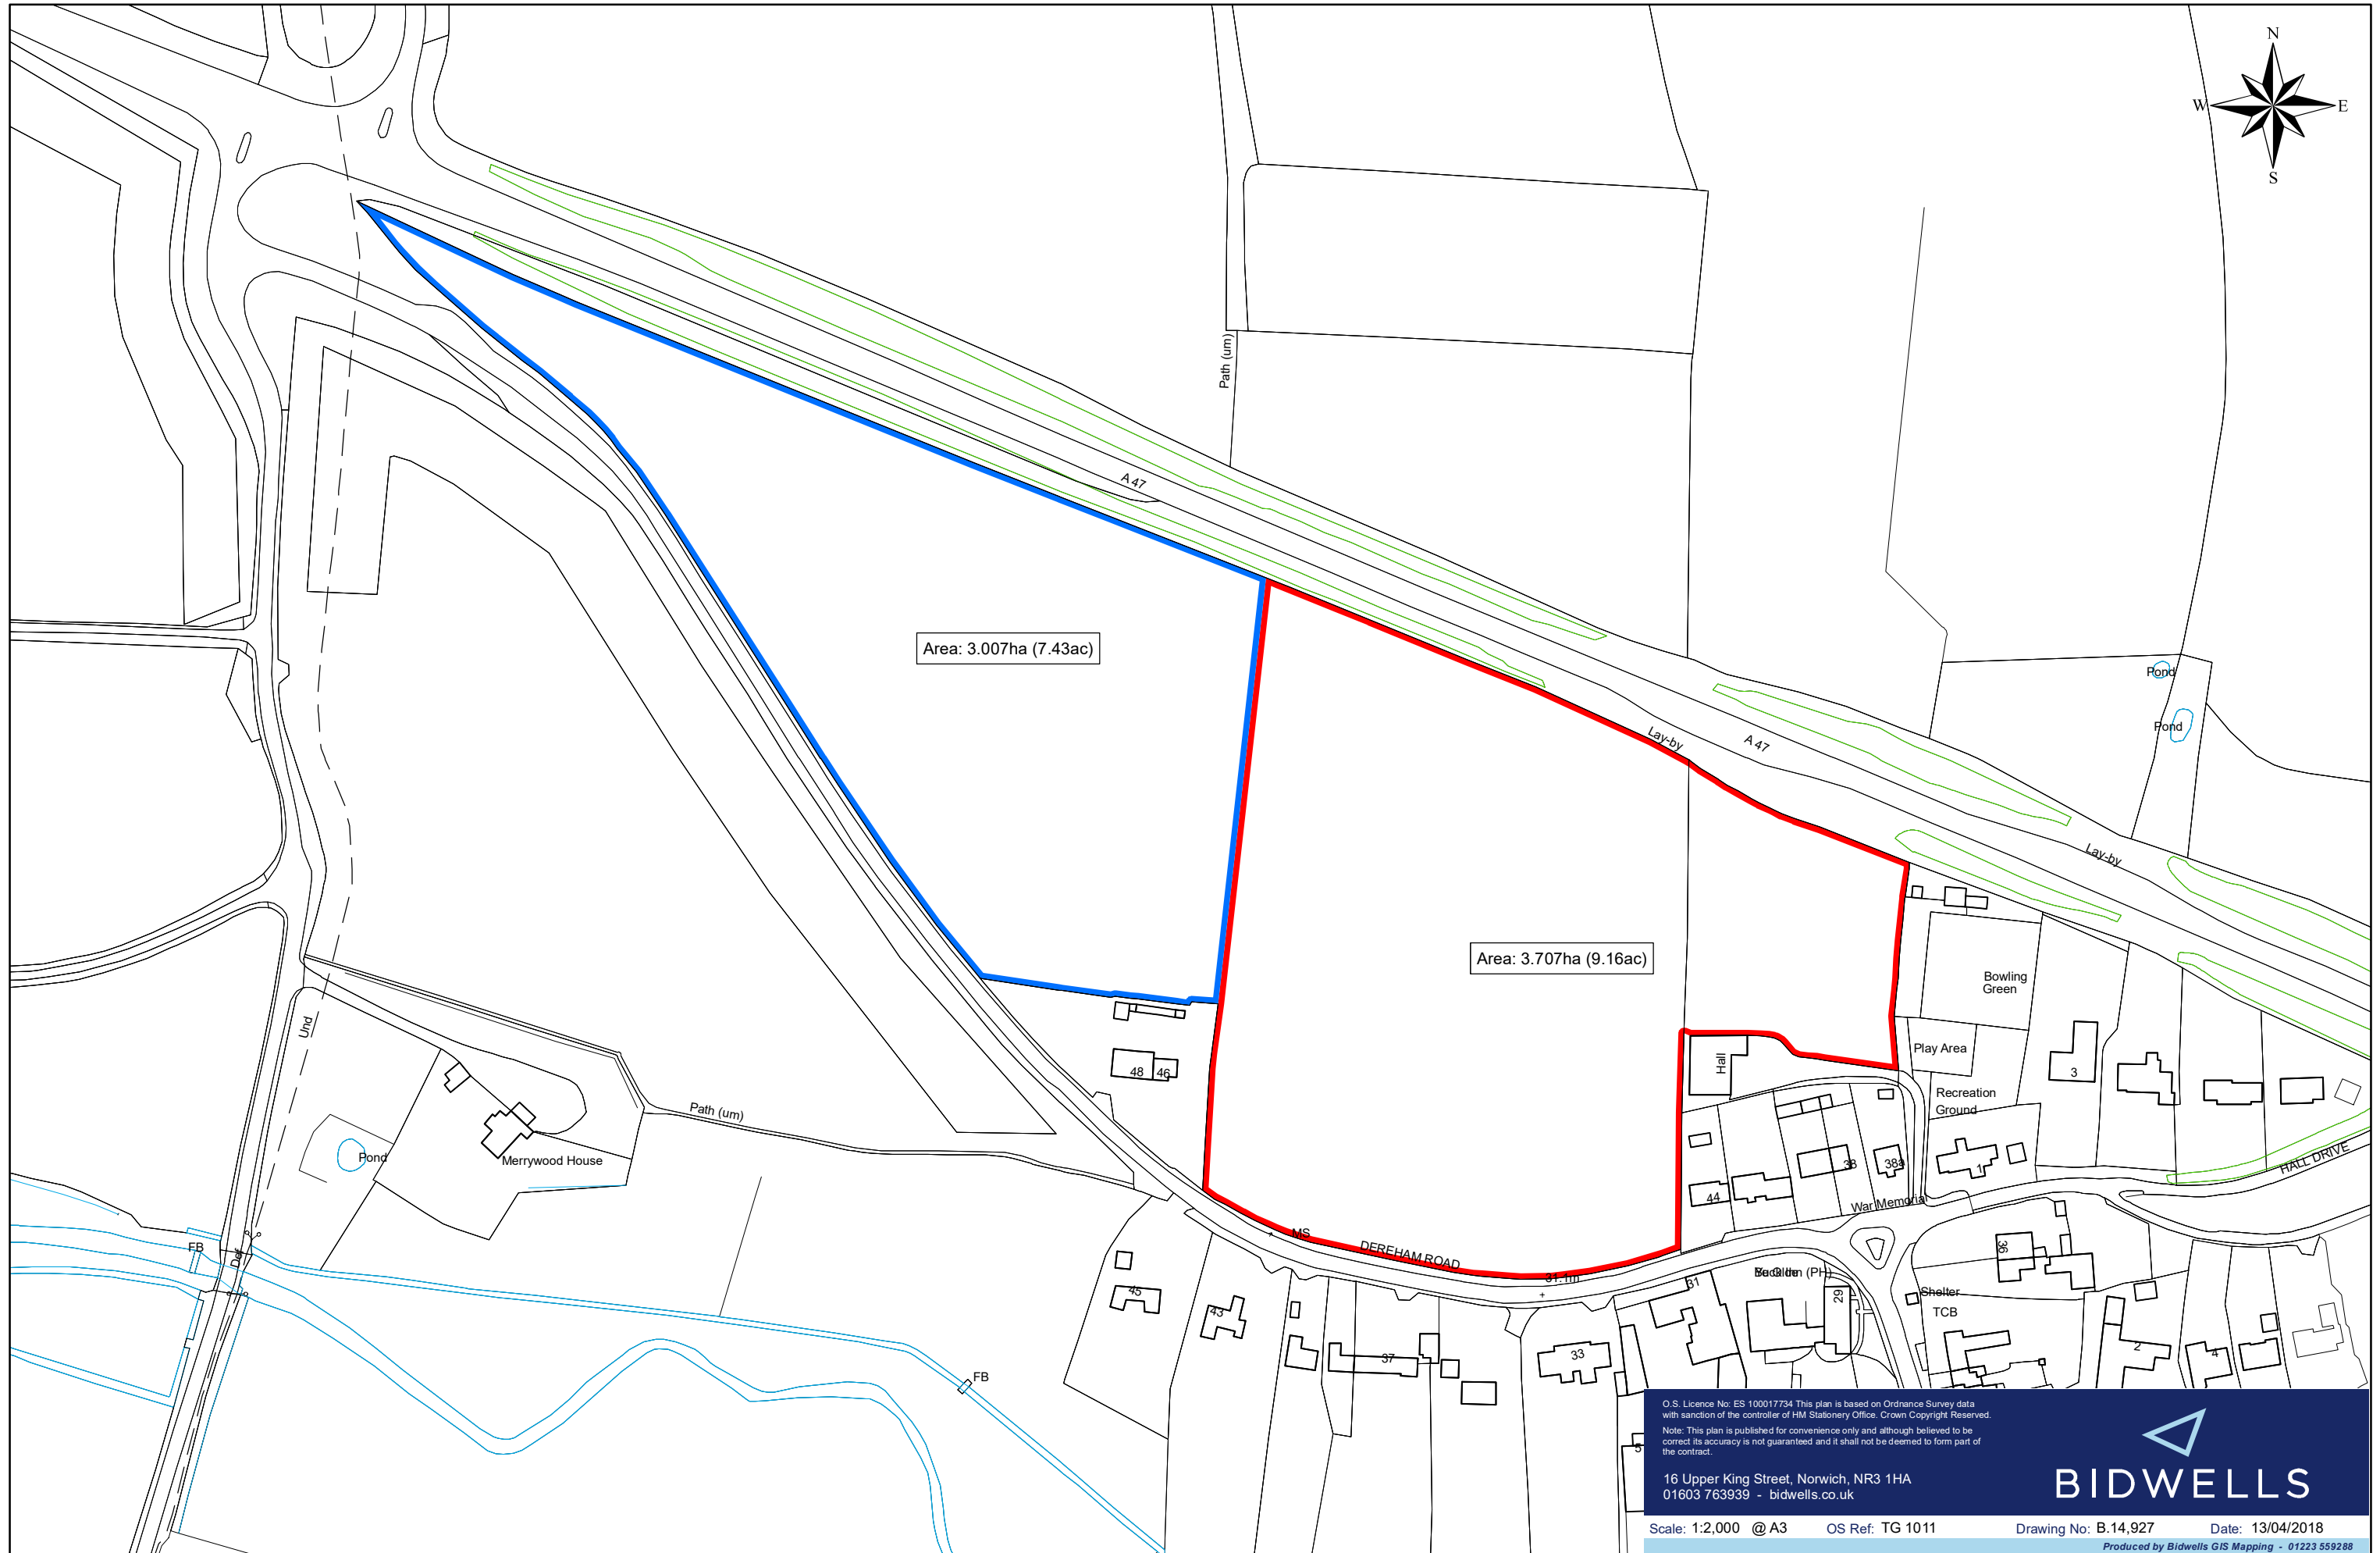 N
W
E
S
Path (um)
A 47
Area: 3.007ha (7.43ac)
Pond
Pond
Lay-by
A 47
Lay-by
Area: 3.707ha (9.16ac)
Bowling
Green
Und
Hall
Play Area
48
46
3
Recreation
Ground
Path (um)
Pond
Merrywood House
38
38a
1
HALL DRIVE
44
War Memorial
MS
DEREHAM ROAD
31.1m
FB
Def
36
(PH)
45
43
31
29
Shelter
TCB
37
33
2
4
FB
5
O.S. Licence No: ES 100017734 This plan is based on Ordnance Survey data
with sanction of the controller of HM Stationery Office. Crown Copyright Reserved.
Note: This plan is published for convenience only and although believed to be
correct its accuracy is not guaranteed and it shall not be deemed to form part of
the contract.
16 Upper King Street, Norwich, NR3 1HA
01603 763939 - bidwells.co.uk
BIDWELLS
Scale: 1:2,000 @ A3 OS Ref: TG 1011 Drawing No: B.14,927 Date: 13/04/2018
Produced by Bidwells GIS Mapping - 01223 559288